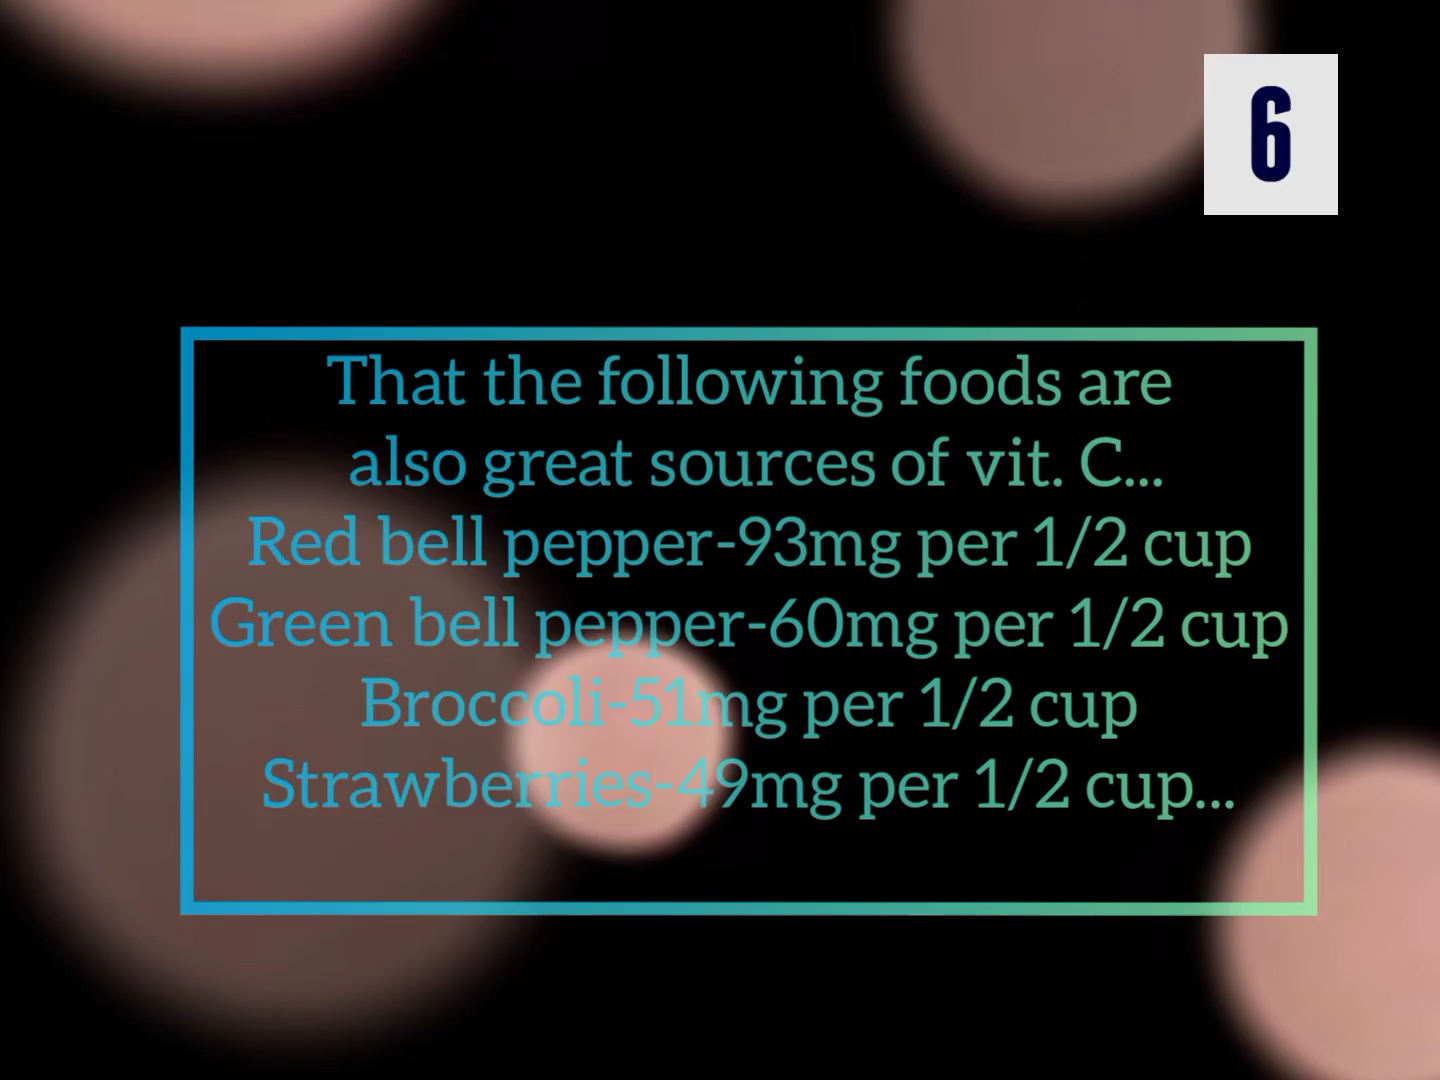 6
That the following foods are
also great sources of vit. C...
Red bell pepper-93mg per 1/2 cup
Green bell pepper-60mg per 1/2 cup
Broccoli-51mg per 1/2 cup
Strawberries-49mg per 1/2 cup...